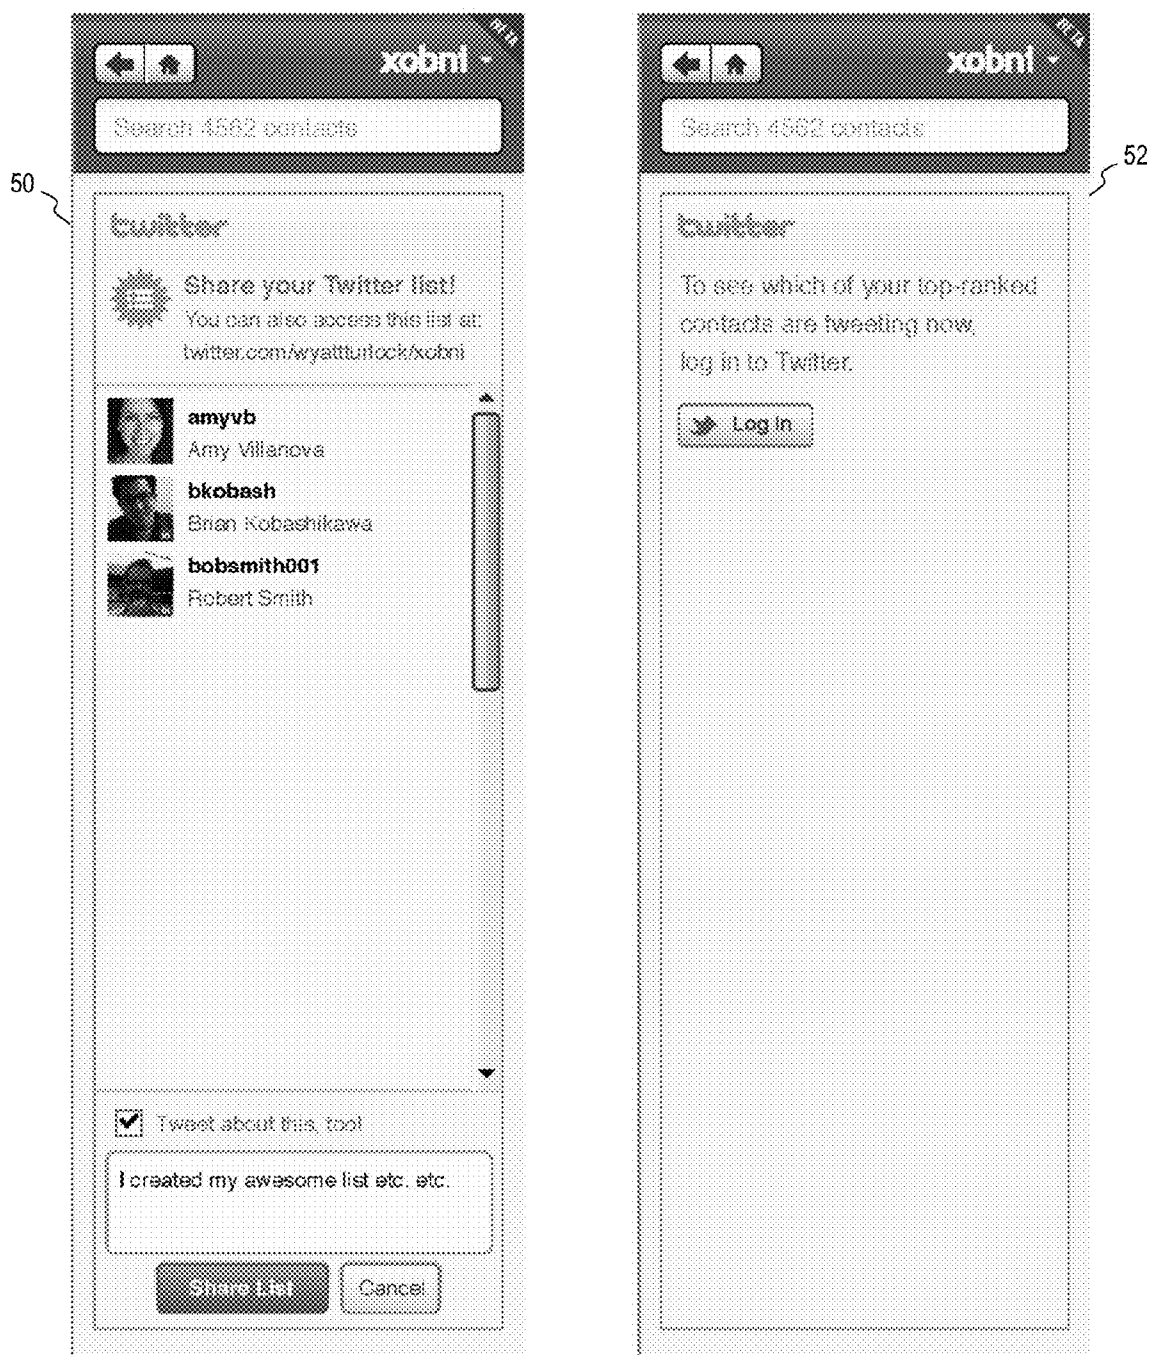 BETA
xobni
Search 4562 contacts
50
twitter
Share your Twitter list!
You can also access this list at:
twitter.com/wyattturlock/xobni
amyvb
Amy Villanova
bkobash
Brian Kobashikawa
bobsmith001
Robert Smith
Tweet about this, too!
I created my awesome list etc. etc.
Share List
Cancel
BETA
xobni
Search 4562 contacts
52
twitter
To see which of your top-ranked
contacts are tweeting now,
log in to Twitter.
Log In